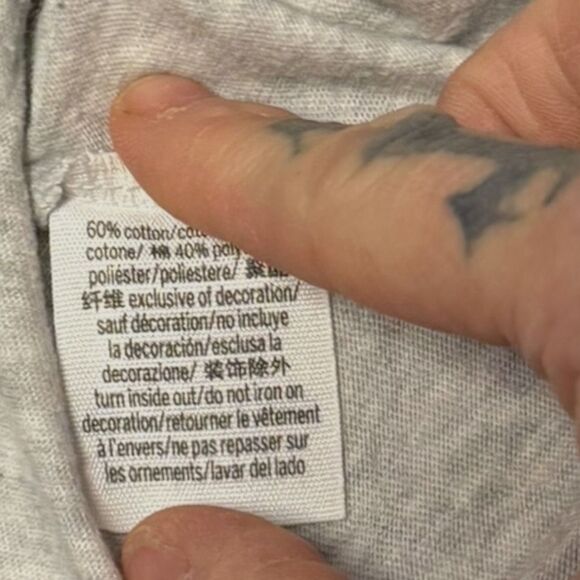 60% cotton/
cotone/ 棉 40%
poliéster/poliestere/
纤维 exclusive of decoration/
sauf décoration/no incluye
la decoración/esclusa la
decorazione/ 装饰除外
turn inside out/do not iron on
decoration/retourner le vêtement
à l'envers/ne pas repasser sur
les ornements/lavar del lado